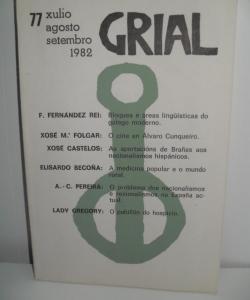 77 xulio
agosto
setembro
1982
GRIAL
F. FERNÁNDEZ REI: Bloques e áreas lingüísticas do
galego moderno.
XOSÉ M.ª FOLGAR: O cine en Álvaro Cunqueiro.
XOSÉ CASTELOS: As aportacións de Brañas aos
nacionalismos hispánicos.
ELISARDO BECOÑA: A medicina popular e o mundo
rural.
A.-C. PEREIRA: O problema dos nacionalismos
e rexionalismos na España ac-
tual.
LADY GREGORY: O pavillón do hospicio.